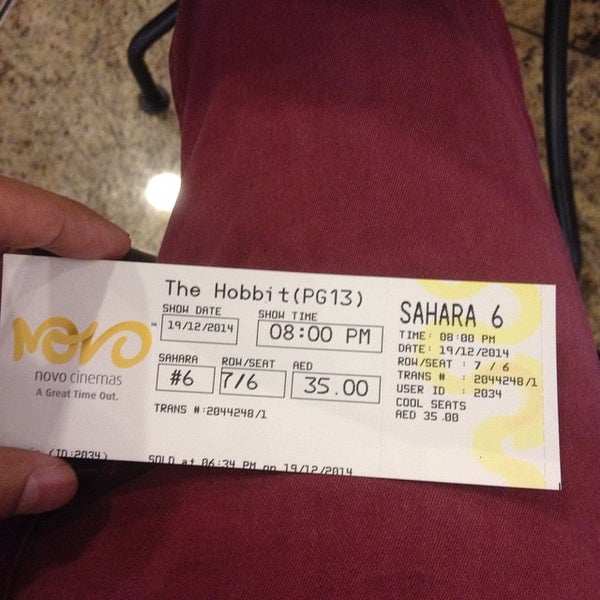 NOVO
novo cinemas
A Great Time Out.
The Hobbit(PG13)
SHOW DATE SHOW TIME
19/12/2014 08:00 PM
SAHARA ROW/SEAT AED
#6 7/6 35.00
TRANS #:2044248/1
(ID:2034) SOLD at 06:34 PM on 19/12/2014
SAHARA 6
TIME: 08:00 PM
DATE: 19/12/2014
ROW/SEAT : 7 / 6
TRANS # : 2044248/1
USER ID : 2034
COOL SEATS
AED 35.00